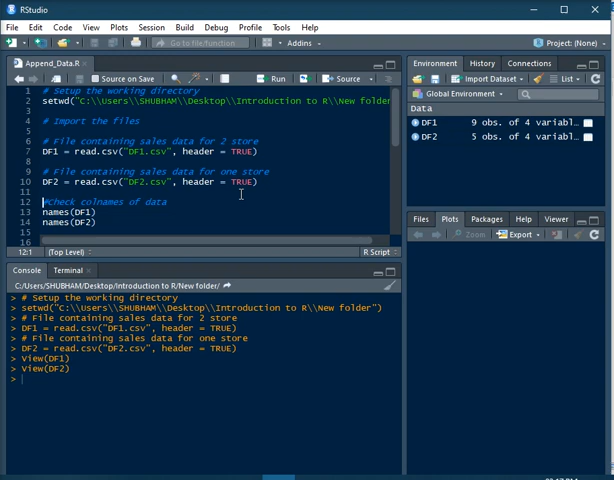 RStudio
File Edit Code View Plots Session Build Debug Profile Tools Help
Go to file/function Addins Project: (None)
Append_Data.R
Source on Save Run Source
1 # Setup the working directory
2 setwd("C:\\Users\\SHUBHAM\\Desktop\\Introduction to R\\New folder
3
4 # Import the files
5
6 # File containing sales data for 2 store
7 DF1 = read.csv("DF1.csv", header = TRUE)
8
9 # File containing sales data for one store
10 DF2 = read.csv("DF2.csv", header = TRUE)
11
12 #Check colnames of data
13 names(DF1)
14 names(DF2)
15
16
12:1 (Top Level) R Script
Console Terminal
C:/Users/SHUBHAM/Desktop/Introduction to R/New folder/
> # Setup the working directory
> setwd("C:\\Users\\SHUBHAM\\Desktop\\Introduction to R\\New folder")
> # File containing sales data for 2 store
> DF1 = read.csv("DF1.csv", header = TRUE)
> # File containing sales data for one store
> DF2 = read.csv("DF2.csv", header = TRUE)
> View(DF1)
> View(DF2)
>
Environment History Connections
Import Dataset List
Global Environment
Data
DF1 9 obs. of 4 variabl…
DF2 5 obs. of 4 variabl…
Files Plots Packages Help Viewer
Zoom Export